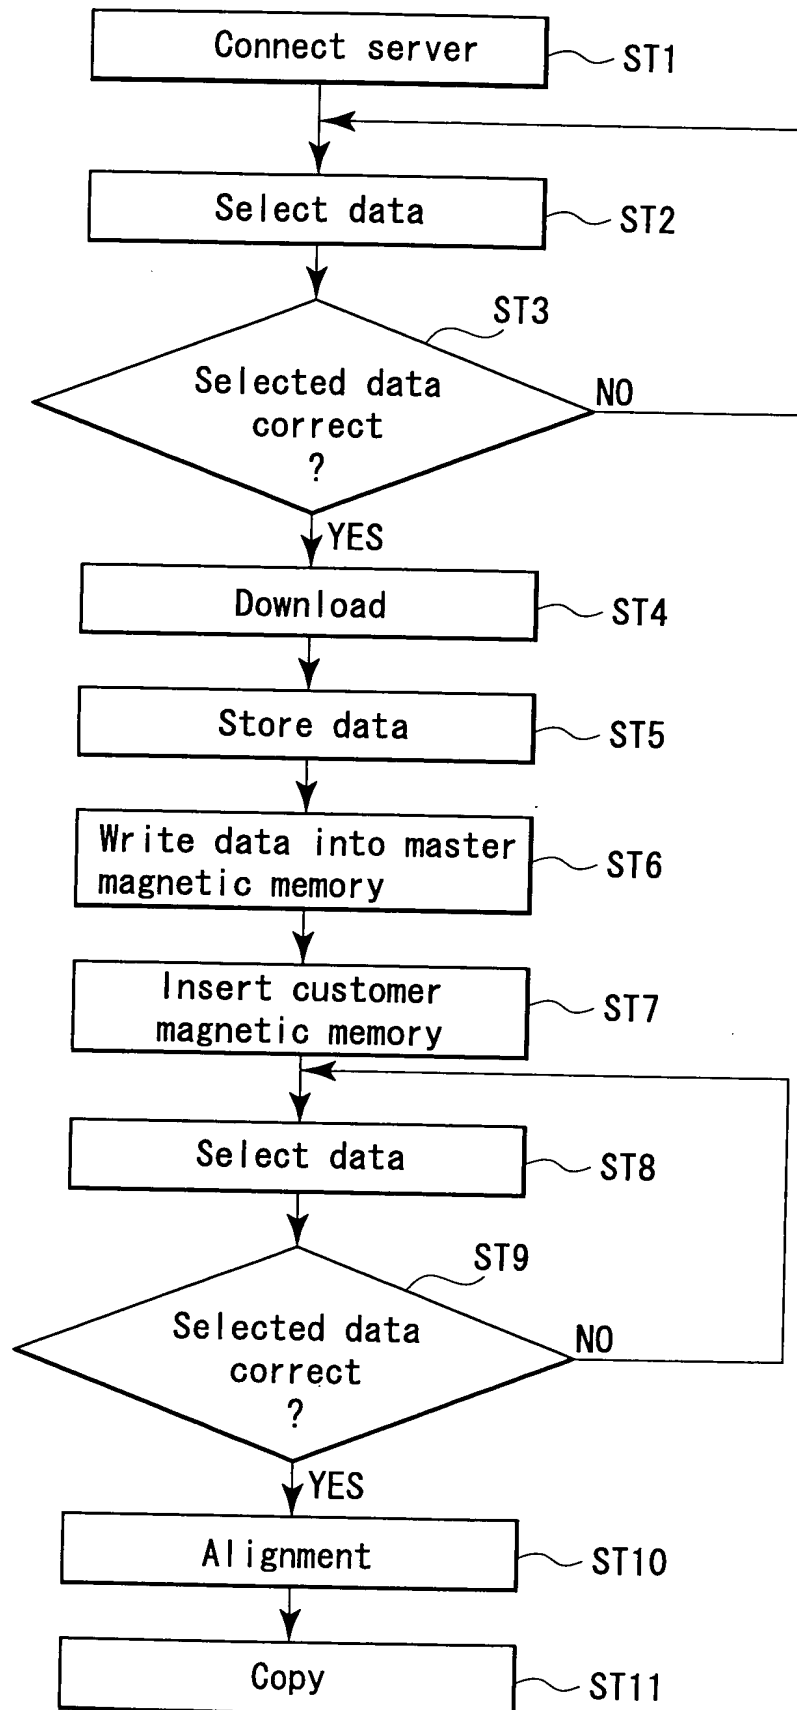 Connect server
ST1
Select data
ST2
ST3
Selected data
correct
?
NO
YES
Download
ST4
Store data
ST5
Write data into master
magnetic memory
ST6
Insert customer
magnetic memory
ST7
Select data
ST8
ST9
Selected data
correct
?
NO
YES
Alignment
ST10
Copy
ST11